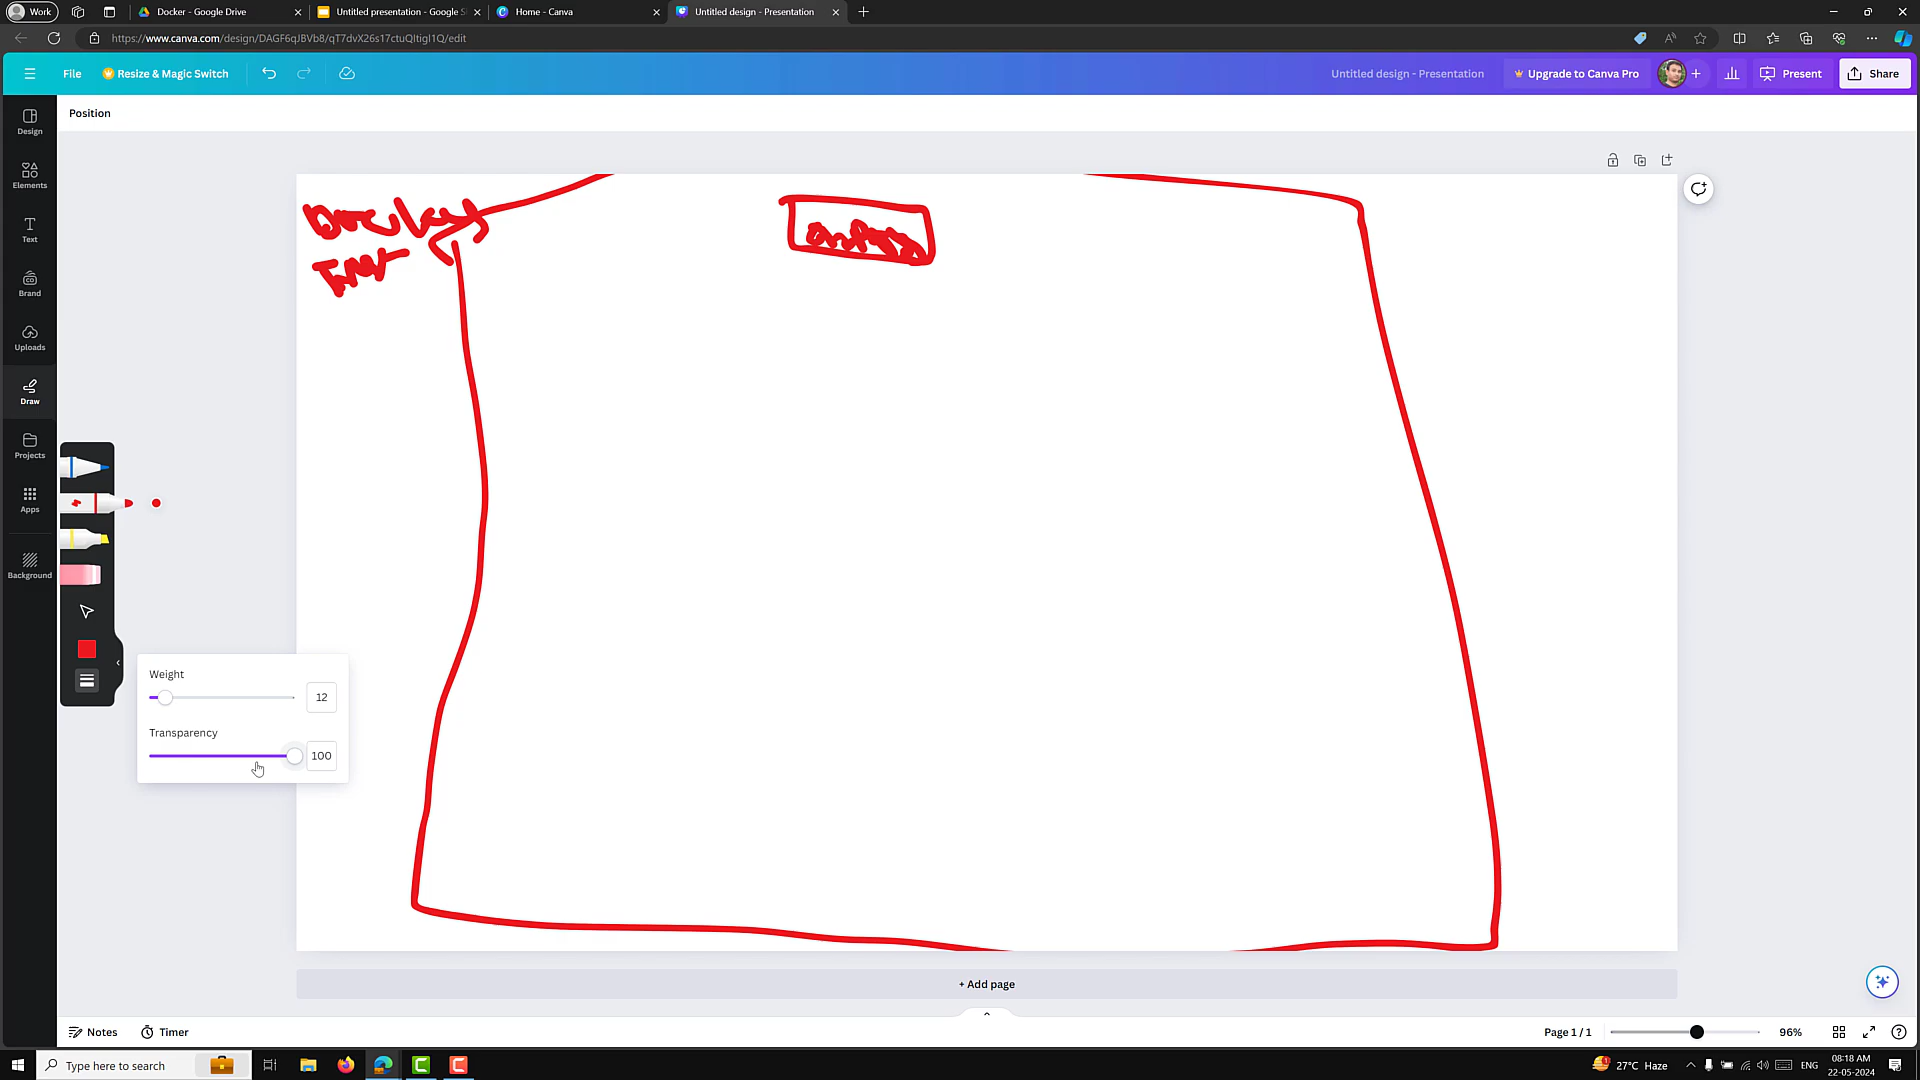 Work
Docker - Google Drive
Untitled presentation - Google Sl
Home - Canva
Untitled design - Presentation
https://www.canva.com/design/DAGF6qJBVb8/qT7dvX26s17ctuQItigI1Q/edit
File
Resize & Magic Switch
Untitled design - Presentation
Upgrade to Canva Pro
Present
Share
Position
Design
Elements
Text
Brand
Uploads
Draw
Projects
Apps
Background
Weight
12
Transparency
100
+ Add page
Notes
Timer
Page 1 / 1
96%
Type here to search
27°C Haze
ENG
08:18 AM
22-05-2024